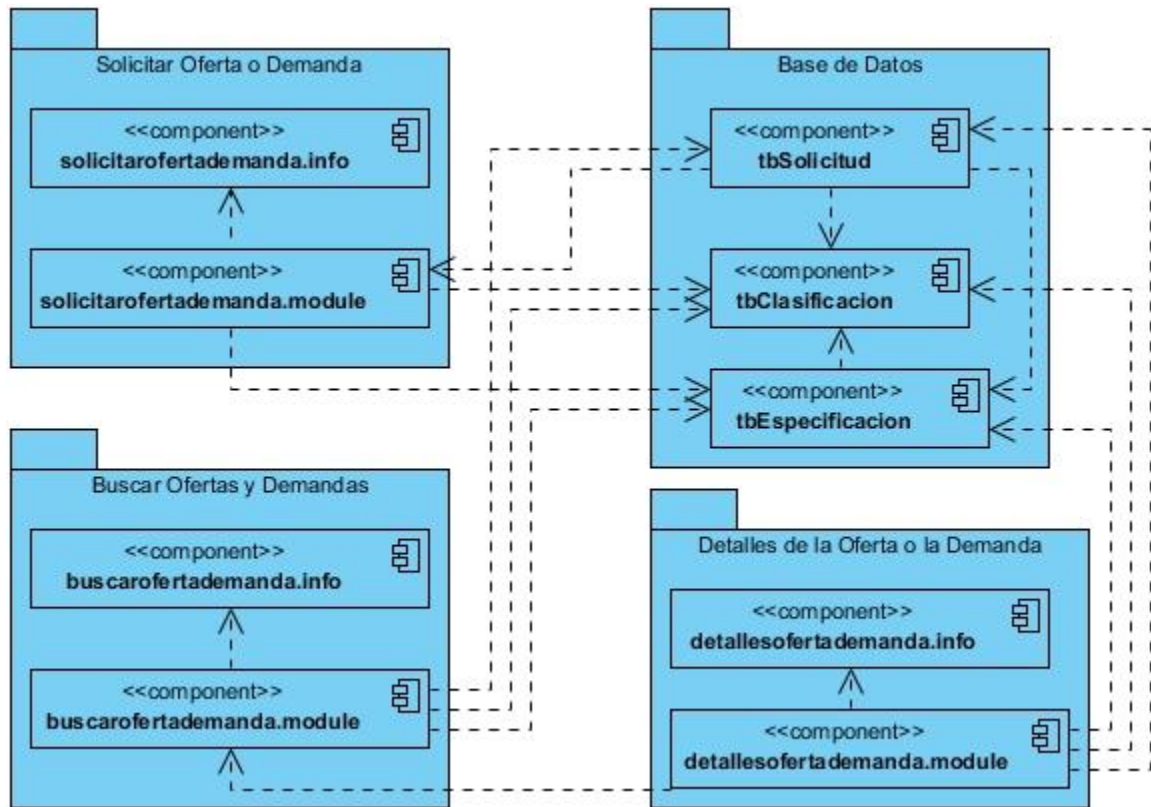 Solicitar Oferta o Demanda
<<component>>
solicitarofertademanda.info
<<component>>
solicitarofertademanda.module
Base de Datos
<<component>>
tbSolicitud
<<component>>
tbClasificacion
<<component>>
tbEspecificacion
Buscar Ofertas y Demandas
<<component>>
buscarofertademanda.info
<<component>>
buscarofertademanda.module
Detalles de la Oferta o la Demanda
<<component>>
detallesofertademanda.info
<<component>>
detallesofertademanda.module